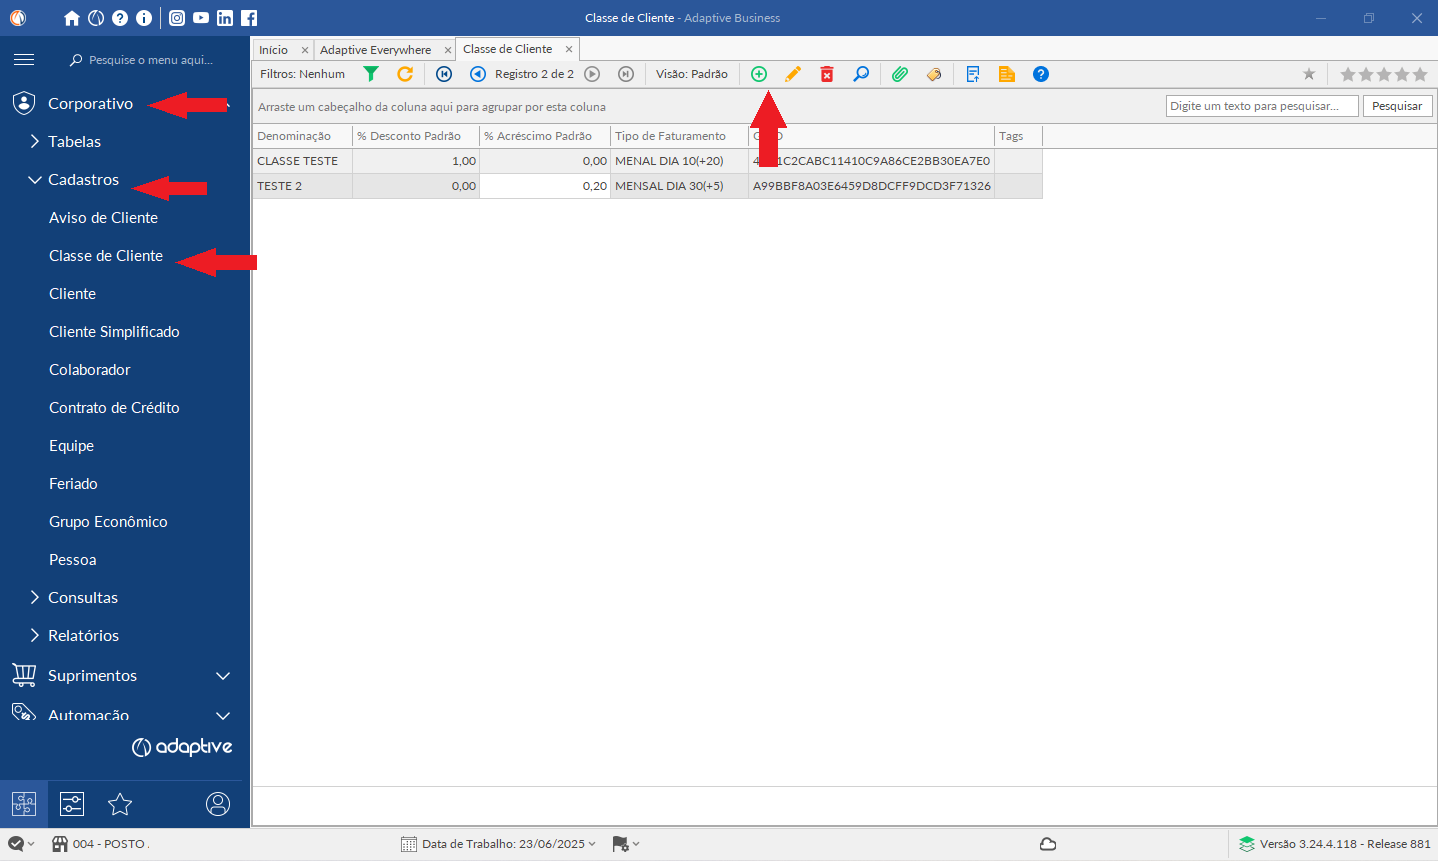 Classe de Cliente - Adaptive Business
Pesquise o menu aqui...
Corporativo
Tabelas
Cadastros
Aviso de Cliente
Classe de Cliente
Cliente
Cliente Simplificado
Colaborador
Contrato de Crédito
Equipe
Feriado
Grupo Econômico
Pessoa
Consultas
Relatórios
Suprimentos
Automação
adaptive
Início
Adaptive Everywhere
Classe de Cliente
Filtros: Nenhum
Registro 2 de 2
Visão: Padrão
Arraste um cabeçalho da coluna aqui para agrupar por esta coluna
Digite um texto para pesquisar...
Pesquisar
Denominação % Desconto Padrão % Acréscimo Padrão Tipo de Faturamento Tags
CLASSE TESTE 1,00 0,00 MENAL DIA 10(+20) 1C2CABC11410C9A86CE2BB30EA7E0
TESTE 2 0,00 0,20 MENSAL DIA 30(+5) A99BBF8A03E6459D8DCFF9DCD3F71326
004 - POSTO .
Data de Trabalho: 23/06/2025
Versão 3.24.4.118 - Release 881